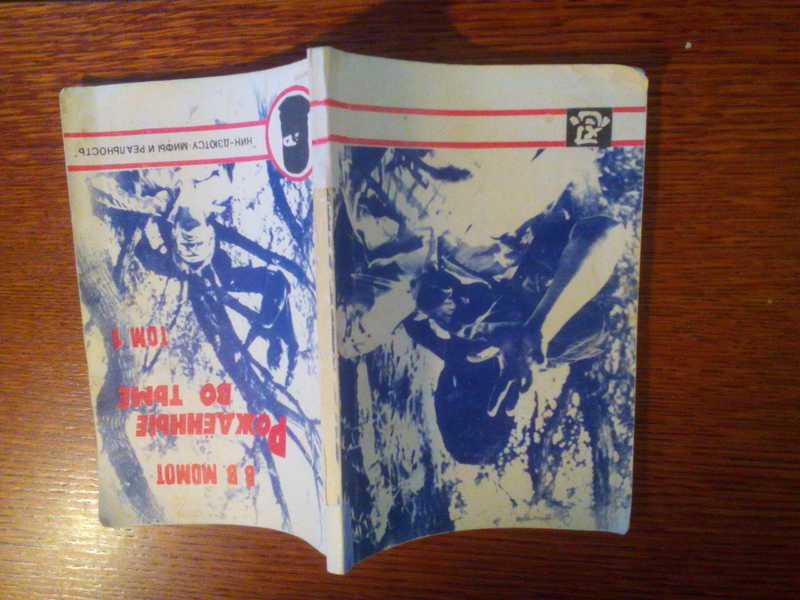 В. В. МОМОТ
РОЖДЁННЫЕ
ВО ТЬМЕ
ТОМ 1
"НИН-ДЗЮТСУ: МИФЫ И РЕАЛЬНОСТЬ"